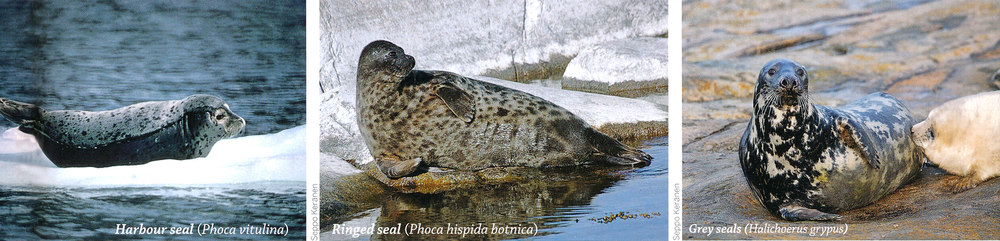 Harbour seal (Phoca vitulina)
Seppo Keränen
Ringed seal (Phoca hispida botnica)
Seppo Keränen
Grey seals (Halichoerus grypus)